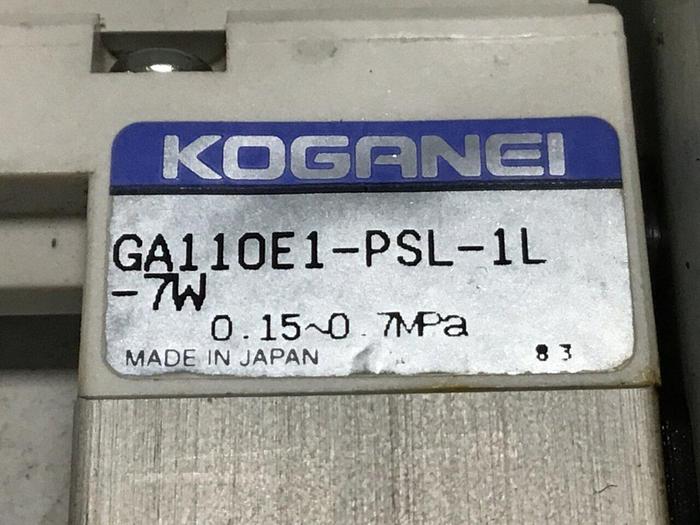 KOGANEI
GA110E1-PSL-1L
-7W
0.15~0.7MPa
MADE IN JAPAN 83